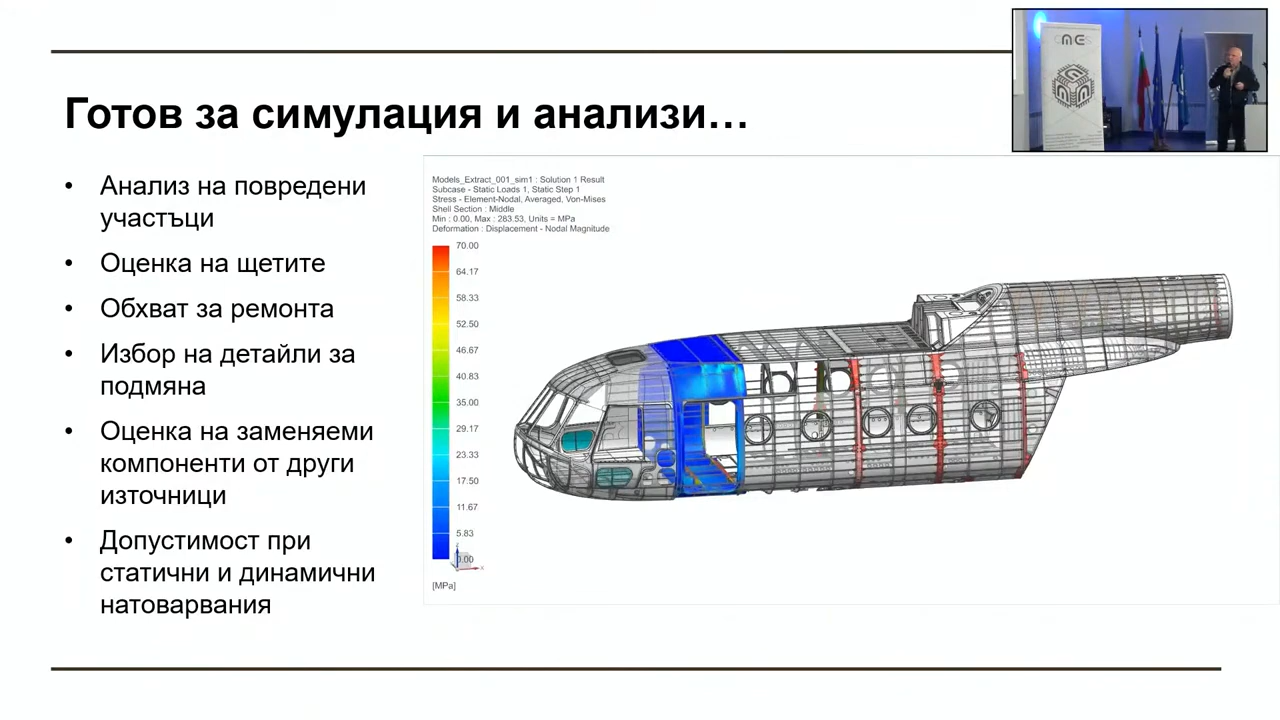 Готов за симулация и анализи…
• Анализ на повредени
участъци
• Оценка на щетите
• Обхват за ремонта
• Избор на детайли за
подмяна
• Оценка на заменяеми
компоненти от други
източници
• Допустимост при
статични и динамични
натоварвания
Models_Extract_001_sim1 : Solution 1 Result
Subcase - Static Loads 1, Static Step 1
Stress - Element-Nodal, Averaged, Von-Mises
Shell Section : Middle
Min : 0.00, Max : 283.53, Units = MPa
Deformation : Displacement - Nodal Magnitude
70.00
64.17
58.33
52.50
46.67
40.83
35.00
29.17
23.33
17.50
11.67
5.83
0.00
[MPa]